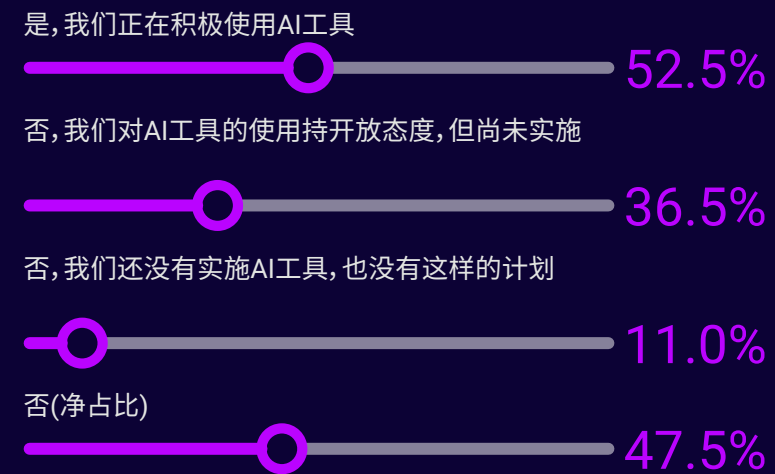 是,我们正在积极使用AI工具
52.5%
否,我们对AI工具的使用持开放态度,但尚未实施
36.5%
否,我们还没有实施AI工具,也没有这样的计划
11.0%
否(净占比)
47.5%